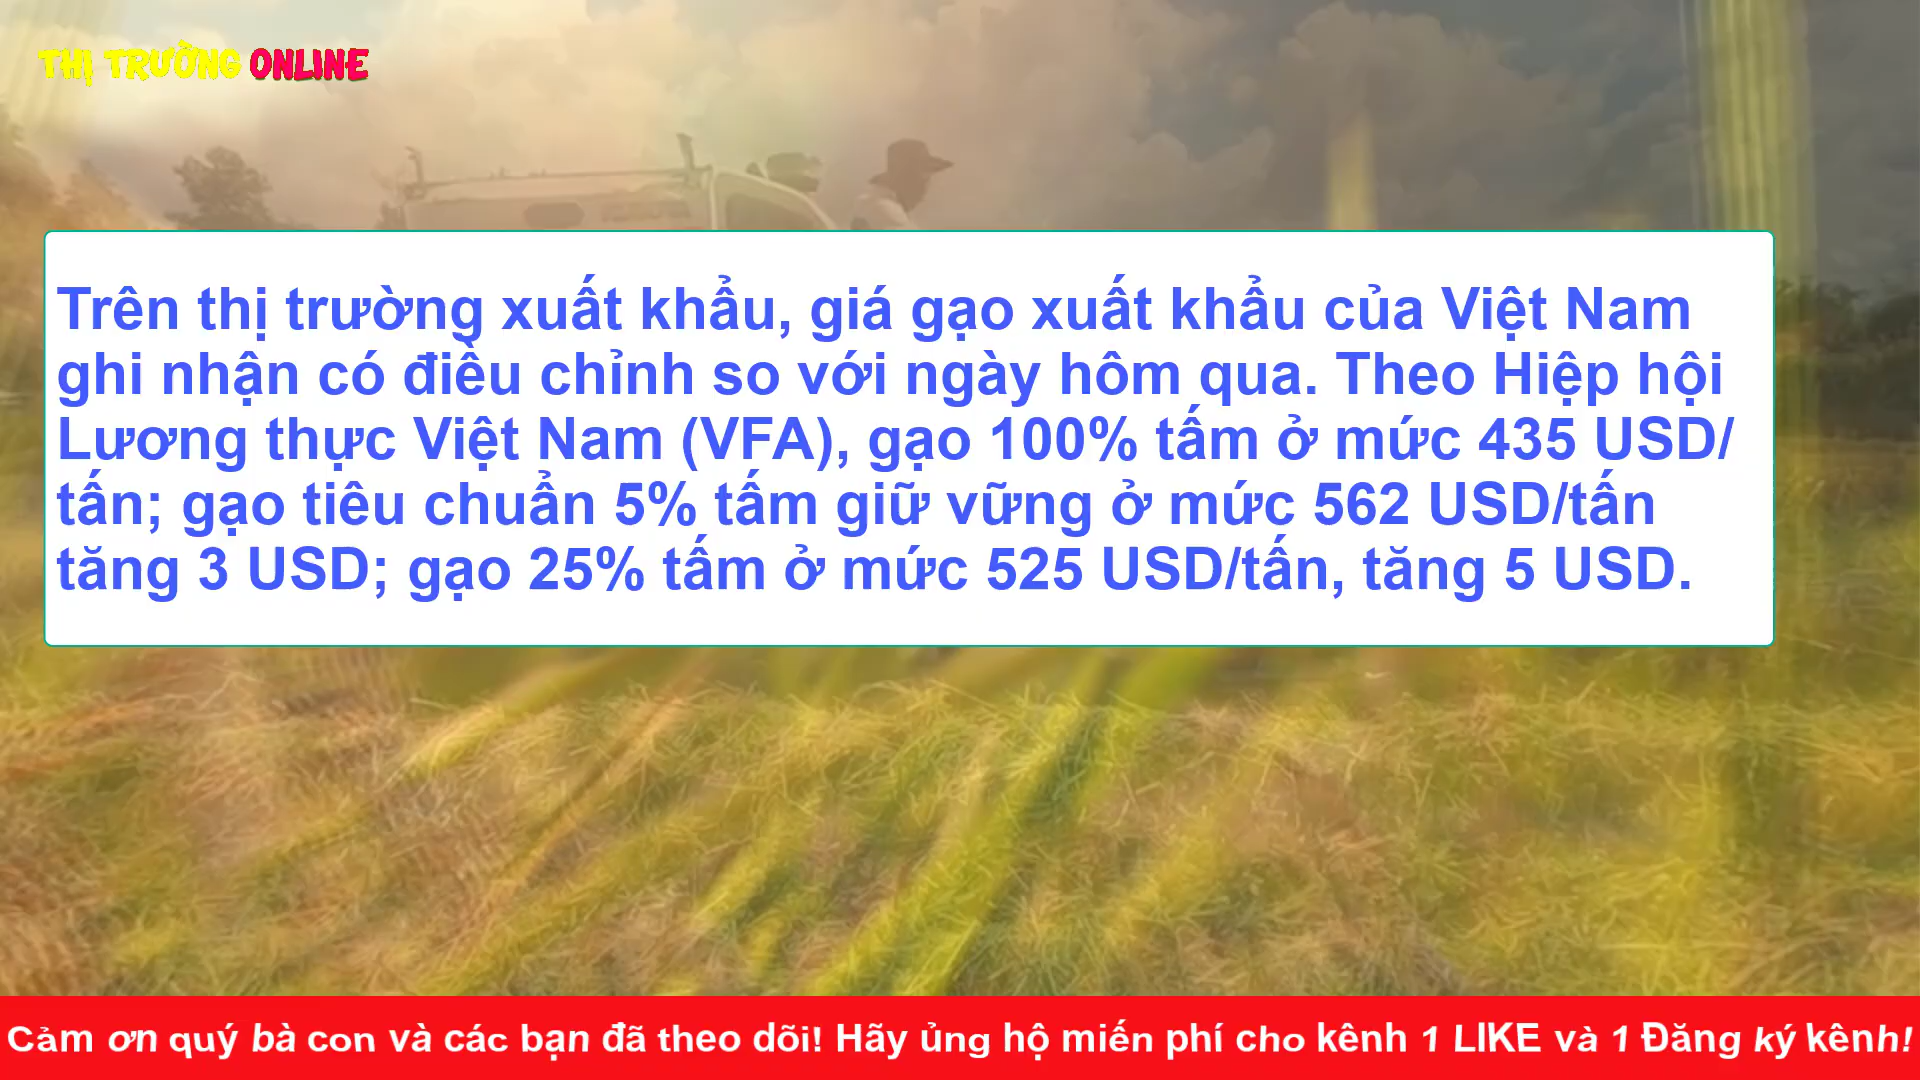 THỊ TRƯỜNG ONLINE
Trên thị trường xuất khẩu, giá gạo xuất khẩu của Việt Nam
ghi nhận có điều chỉnh so với ngày hôm qua. Theo Hiệp hội
Lương thực Việt Nam (VFA), gạo 100% tấm ở mức 435 USD/
tấn; gạo tiêu chuẩn 5% tấm giữ vững ở mức 562 USD/tấn
tăng 3 USD; gạo 25% tấm ở mức 525 USD/tấn, tăng 5 USD.
Cảm ơn quý bà con và các bạn đã theo dõi! Hãy ủng hộ miến phí cho kênh 1 LIKE và 1 Đăng ký kênh!